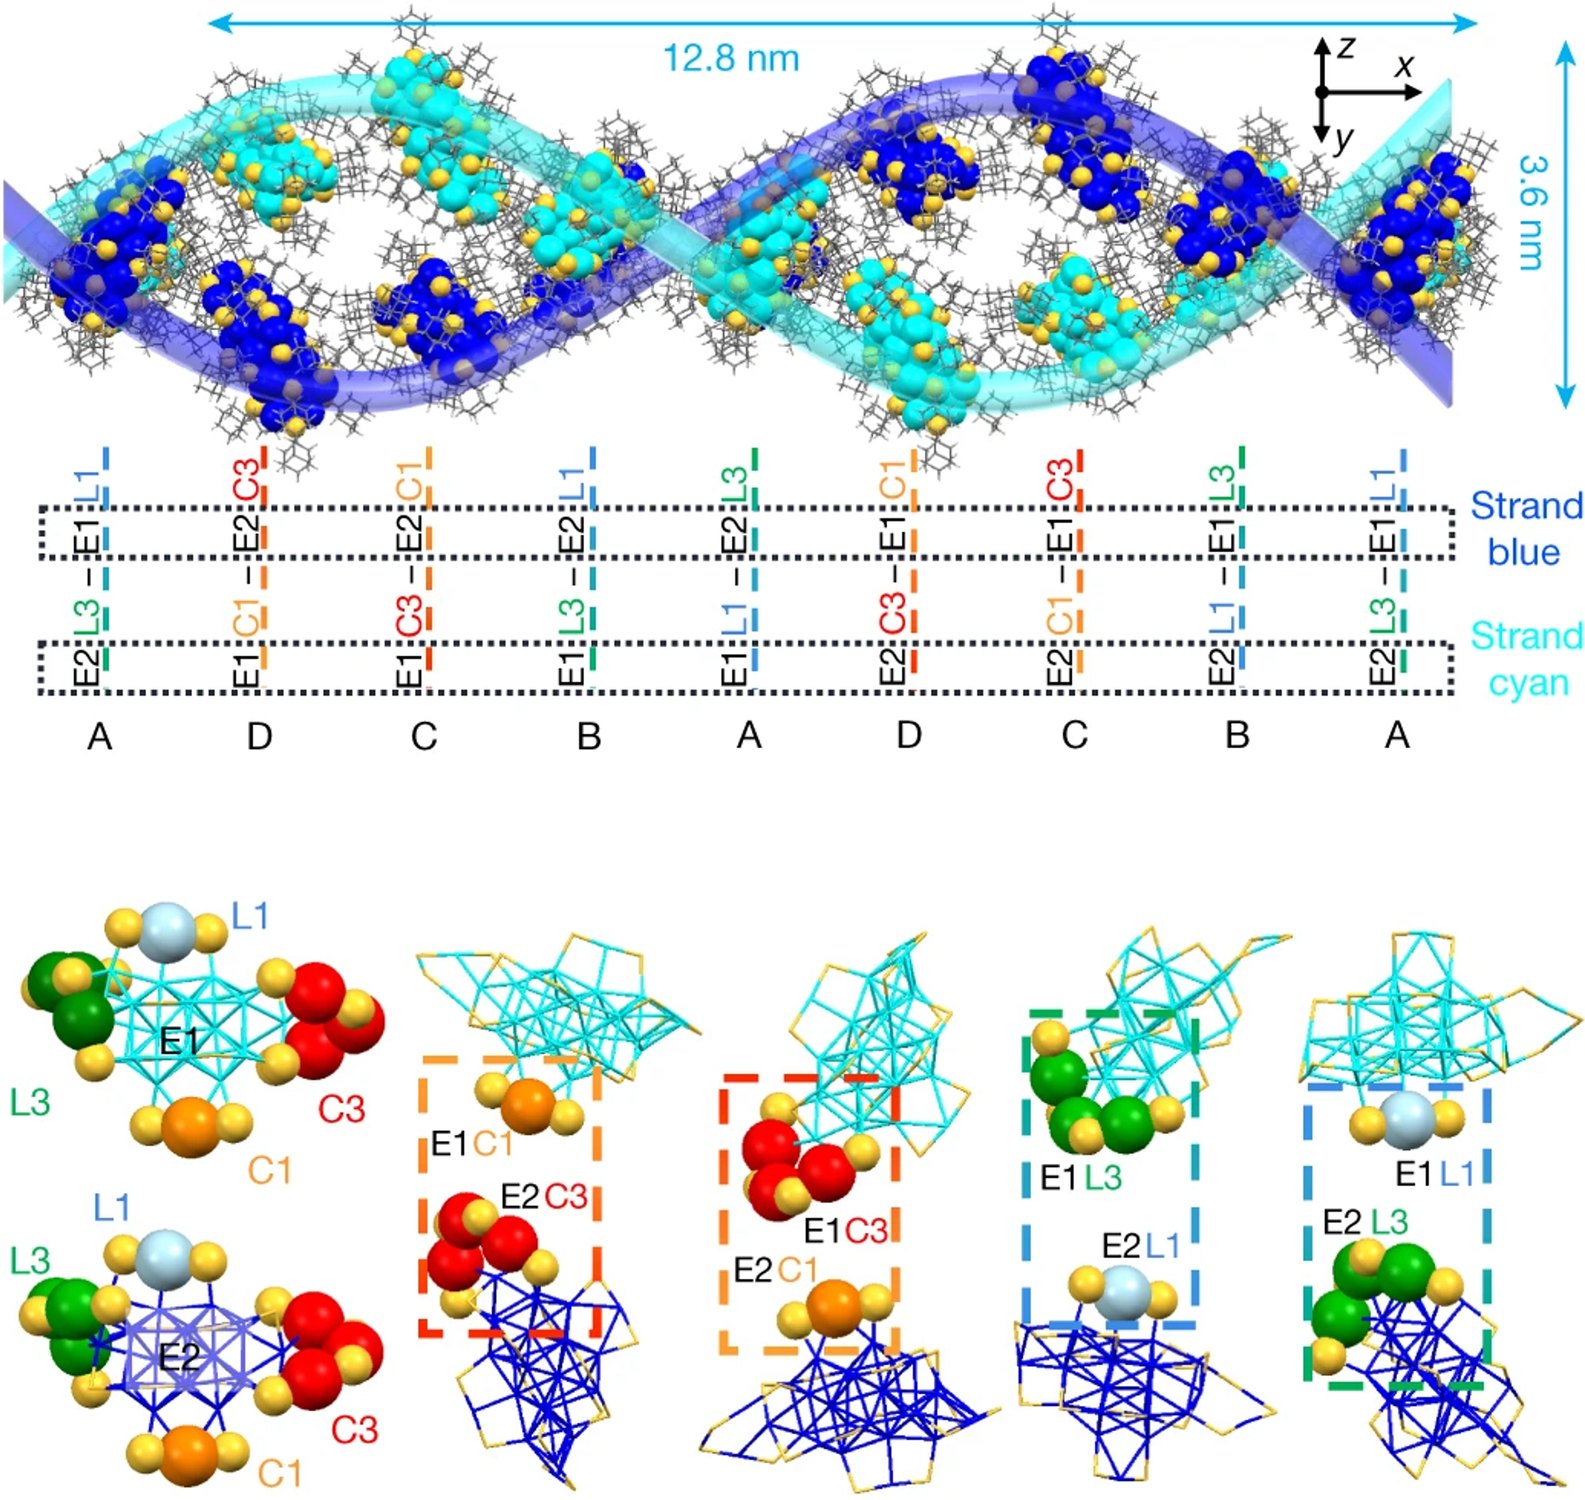 12.8 nm
z
x
y
3.6 nm
E2 L3 – E1 L1
E1 C1 – E2 C3
E1 C3 – E2 C1
E1 L3 – E2 L1
E1 L1 – E2 L3
E2 C3 – E1 C1
E2 C1 – E1 C3
E2 L1 – E1 L3
E2 L3 – E1 L1
Strand
blue
Strand
cyan
A D C B A D C B A
L1
E1
L3
C3
C1
L1
L3
E2
C3
C1
E1 C1
E2 C3
E1 C3
E2 C1
E1 L3
E2 L1
E1 L1
E2 L3